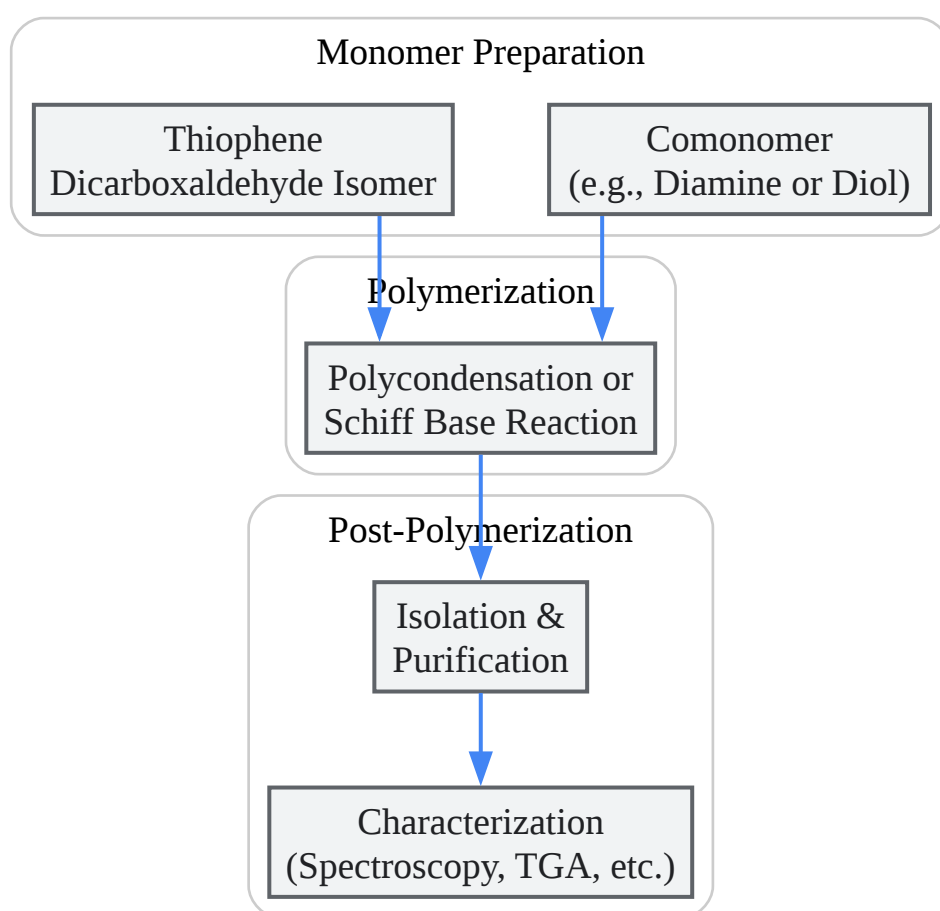 Monomer Preparation
Thiophene
Dicarboxaldehyde Isomer
Comonomer
(e.g., Diamine or Diol)
Polymerization
Polycondensation or
Schiff Base Reaction
Post-Polymerization
Isolation &
Purification
Characterization
(Spectroscopy, TGA, etc.)